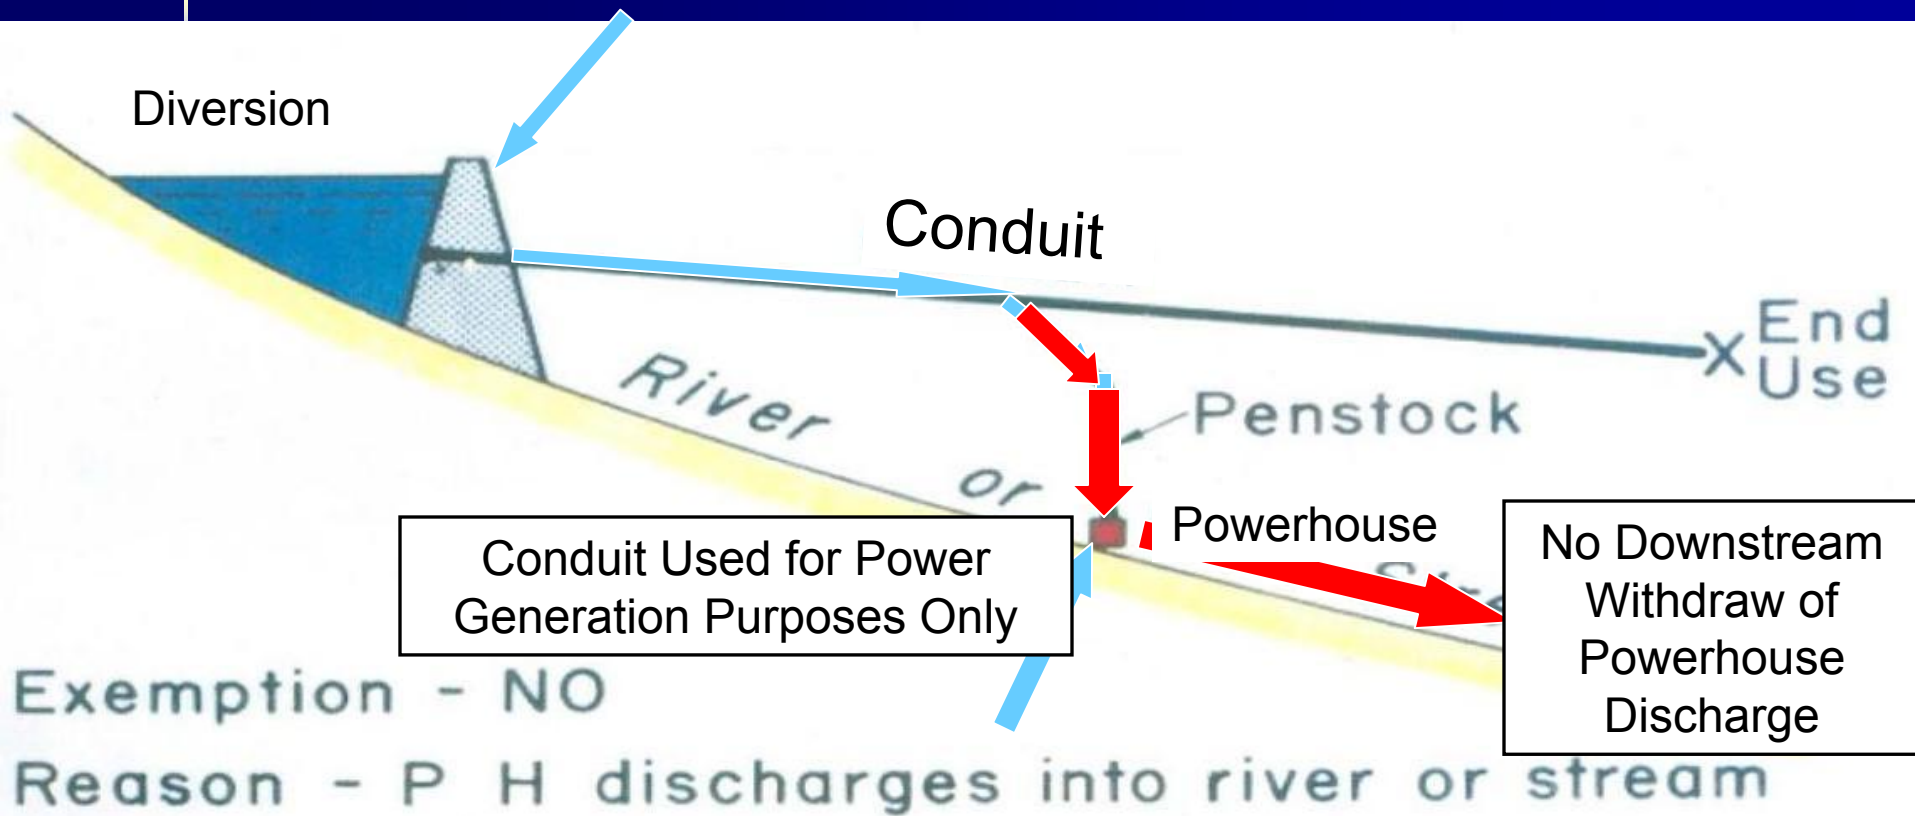 Diversion
Conduit
End
Use
River
or
Penstock
Powerhouse
Conduit Used for Power
Generation Purposes Only
No Downstream
Withdraw of
Powerhouse
Discharge
Exemption - NO
Reason - P H discharges into river or stream